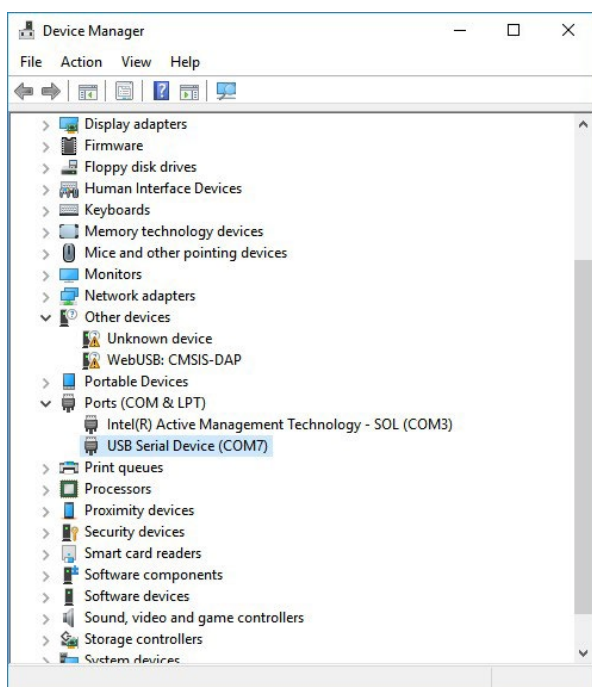 Device Manager
File Action View Help
Display adapters
Firmware
Floppy disk drives
Human Interface Devices
Keyboards
Memory technology devices
Mice and other pointing devices
Monitors
Network adapters
Other devices
Unknown device
WebUSB: CMSIS-DAP
Portable Devices
Ports (COM & LPT)
Intel(R) Active Management Technology - SOL (COM3)
USB Serial Device (COM7)
Print queues
Processors
Proximity devices
Security devices
Smart card readers
Software components
Software devices
Sound, video and game controllers
Storage controllers
System devices